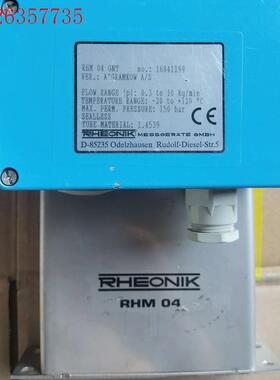 26357735
RHM 04 GNT no.: 16841199
VER.: A*GRAMKOW A/S
FLOW RANGE (p): 0.3 to 10 kg/min
TEMPERATURE RANGE: -20 to +120 °C
MAX. PERM. PRESSURE: 150 bar
SEALLESS
TUBE MATERIAL: 1.4539
RHEONIK MESSGERÄTE GMBH
D-85235 Odelzhausen Rudolf-Diesel-Str.5
RHEONIK
RHM 04